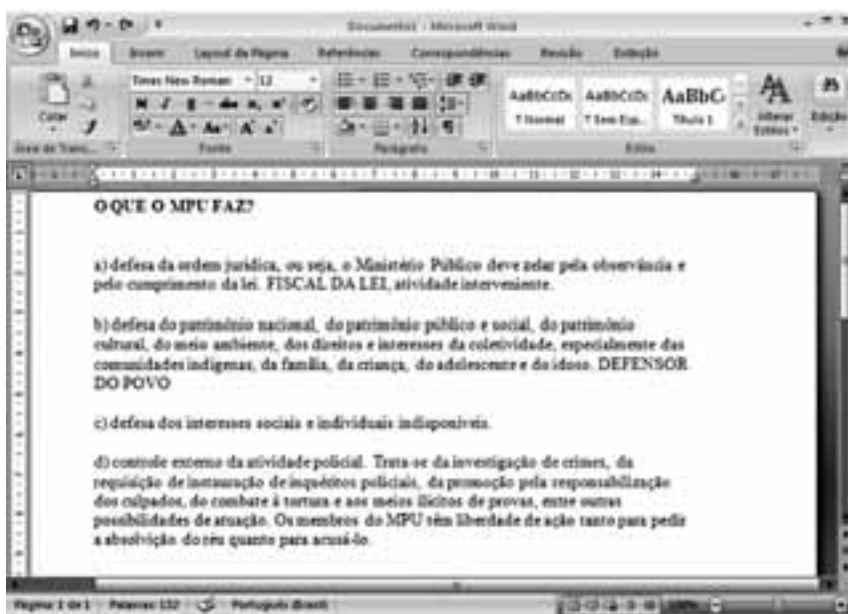 Documento1 - Microsoft Word
Início Inserir Layout da Página Referências Correspondências Revisão Exibição
Times New Roman 12
AaBbCcDc AaBbCcDc AaBbC
Colar
¶ Normal ¶ Sem Esp... Título 1 Alterar Estilos Edição
Área de Trans... Fonte Parágrafo Estilo
O QUE O MPU FAZ?
a) defesa da ordem jurídica, ou seja, o Ministério Público deve zelar pela observância e
pelo cumprimento da lei. FISCAL DA LEI, atividade interveniente.
b) defesa do patrimônio nacional, do patrimônio público e social, do patrimônio
cultural, do meio ambiente, dos direitos e interesses da coletividade, especialmente das
comunidades indígenas, da família, da criança, do adolescente e do idoso. DEFENSOR
DO POVO
c) defesa dos interesses sociais e individuais indisponíveis.
d) controle externo da atividade policial. Trata-se da investigação de crimes, da
requisição de instauração de inquéritos policiais, da promoção pela responsabilização
dos culpados, do combate à tortura e aos meios ilícitos de provas, entre outras
possibilidades de atuação. Os membros do MPU têm liberdade de ação tanto para pedir
a absolvição do réu quanto para acusá-lo.
Página: 1 de 1 Palavras: 132 Português (Brasil) 100%